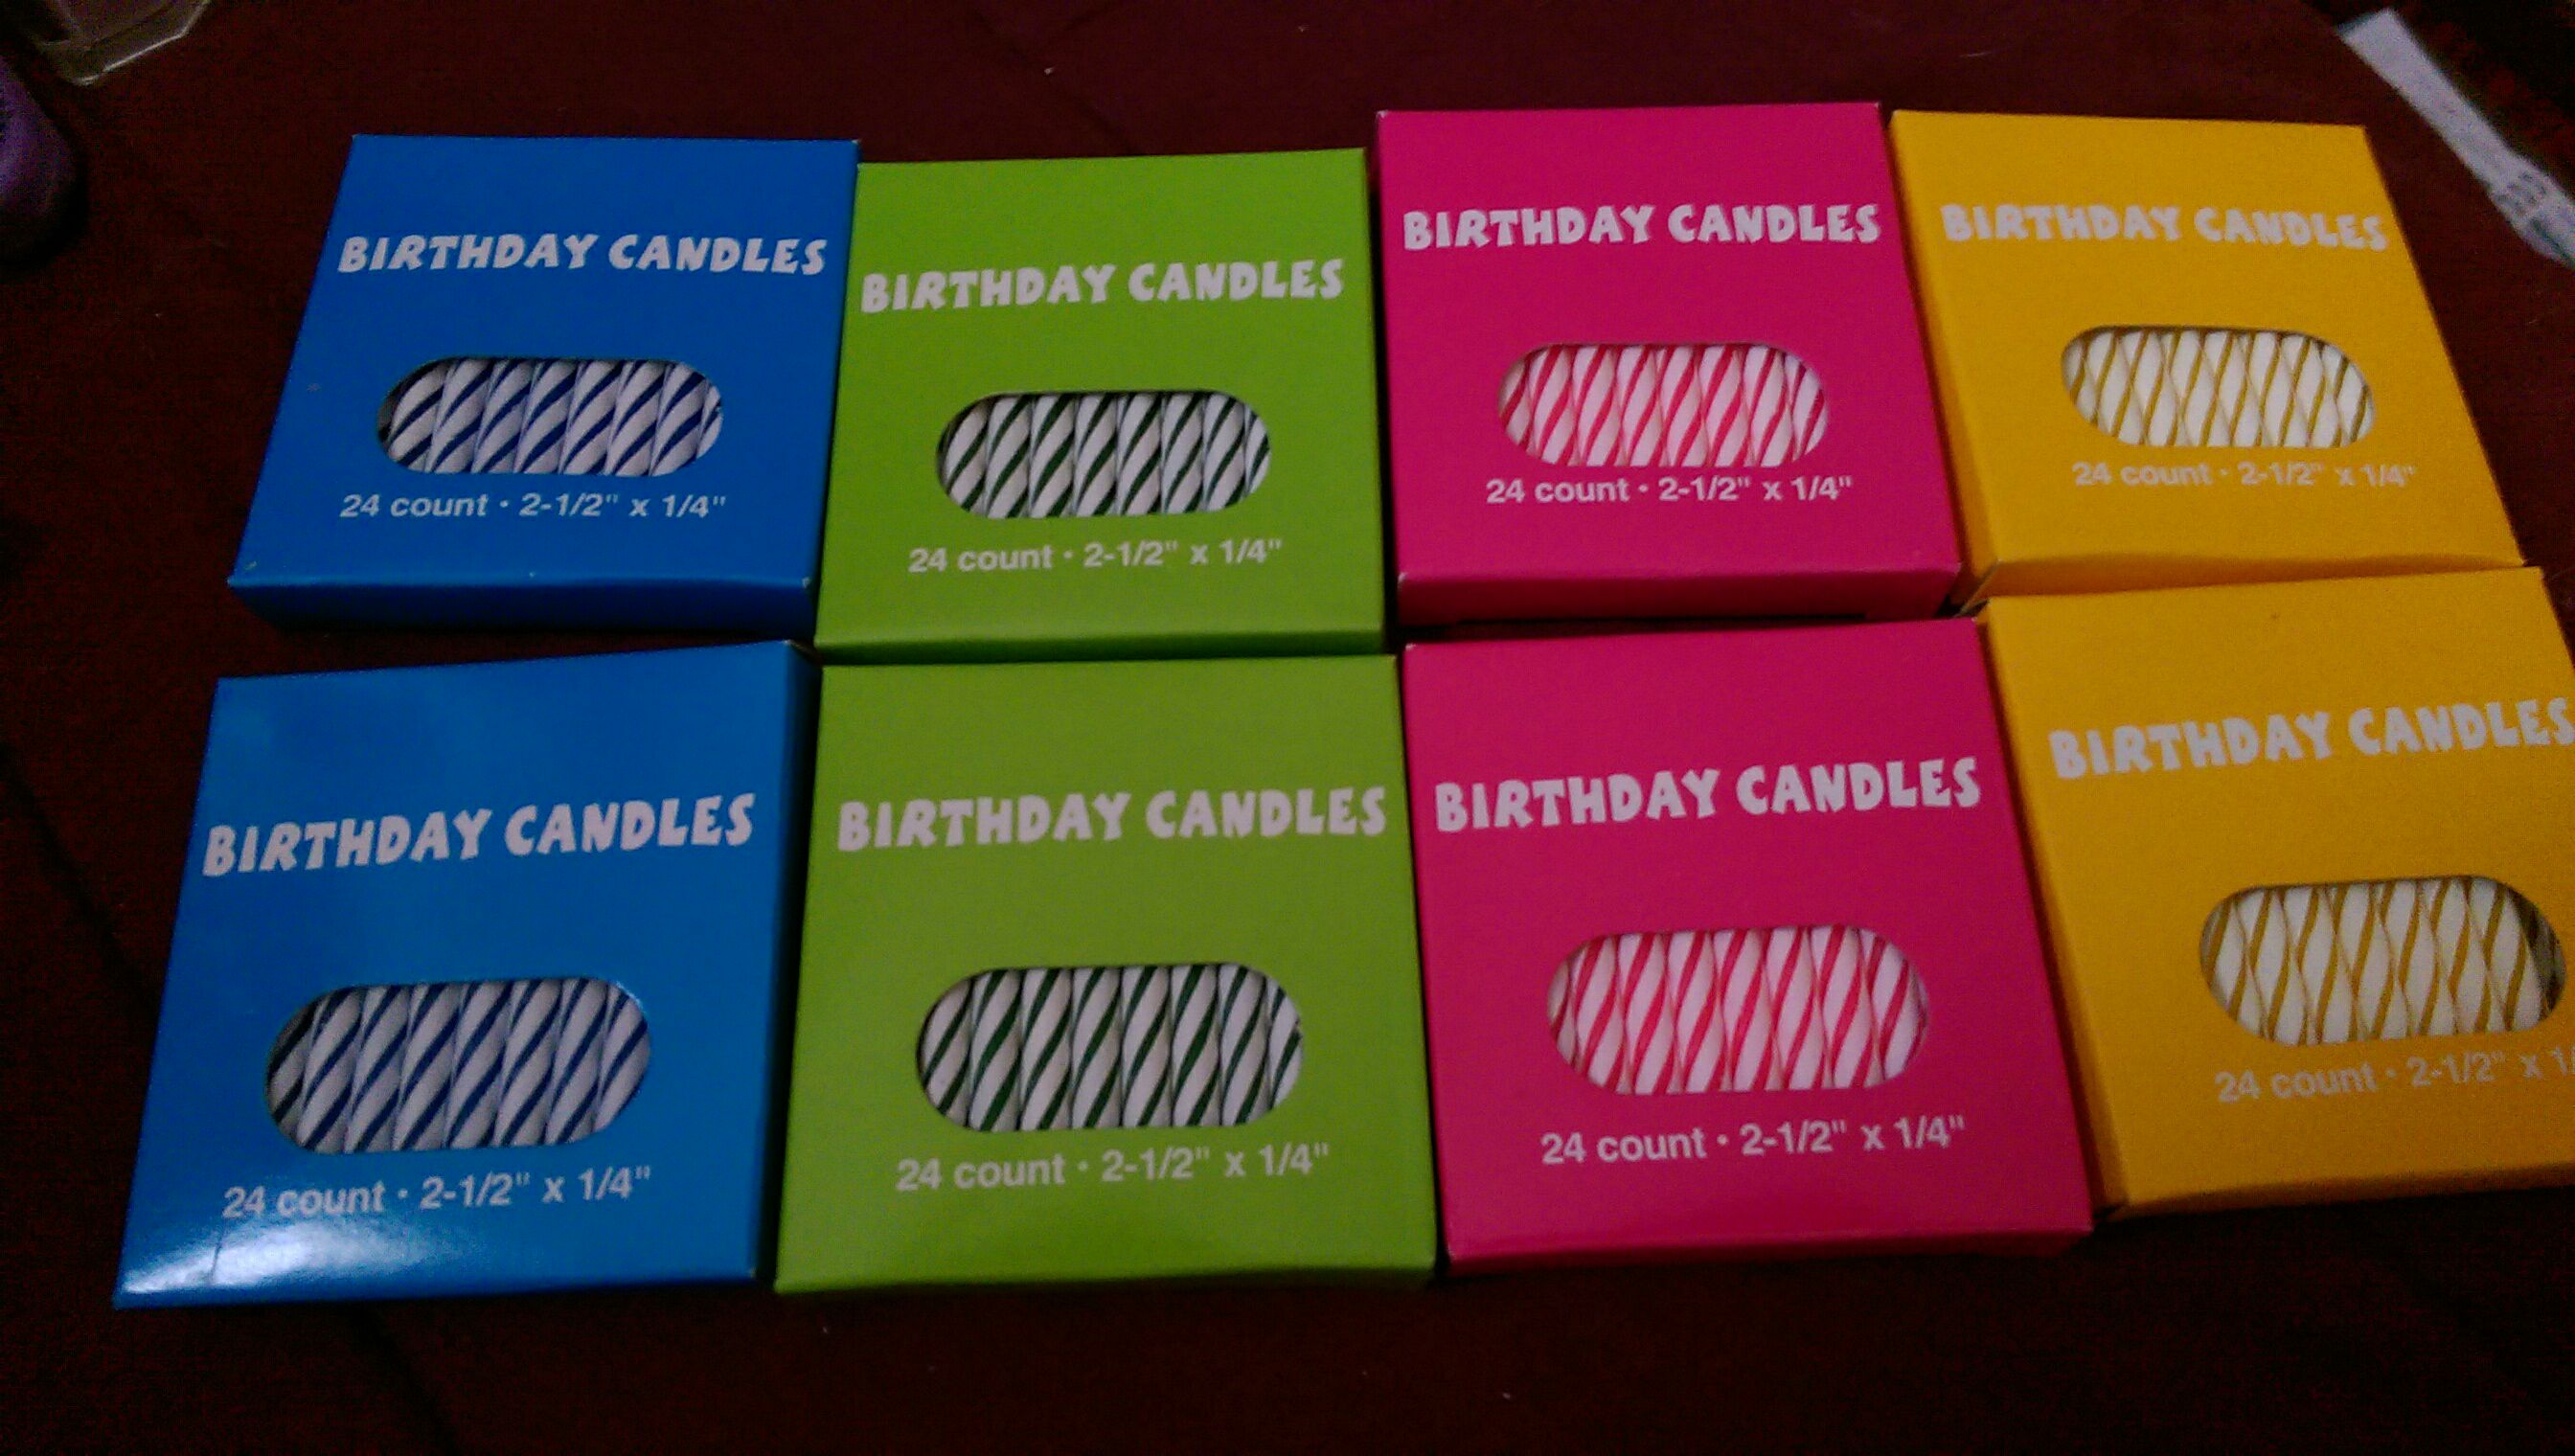 BIRTHDAY CANDLES
24 count · 2-1/2" x 1/4"
BIRTHDAY CANDLES
24 count · 2-1/2" x 1/4"
BIRTHDAY CANDLES
24 count · 2-1/2" x 1/4"
BIRTHDAY CANDLES
24 count · 2-1/2" x 1/4"
BIRTHDAY CANDLES
24 count · 2-1/2" x 1/4"
BIRTHDAY CANDLES
24 count · 2-1/2" x 1/4"
BIRTHDAY CANDLES
24 count · 2-1/2" x 1/4"
BIRTHDAY CANDLES
24 count · 2-1/2" x